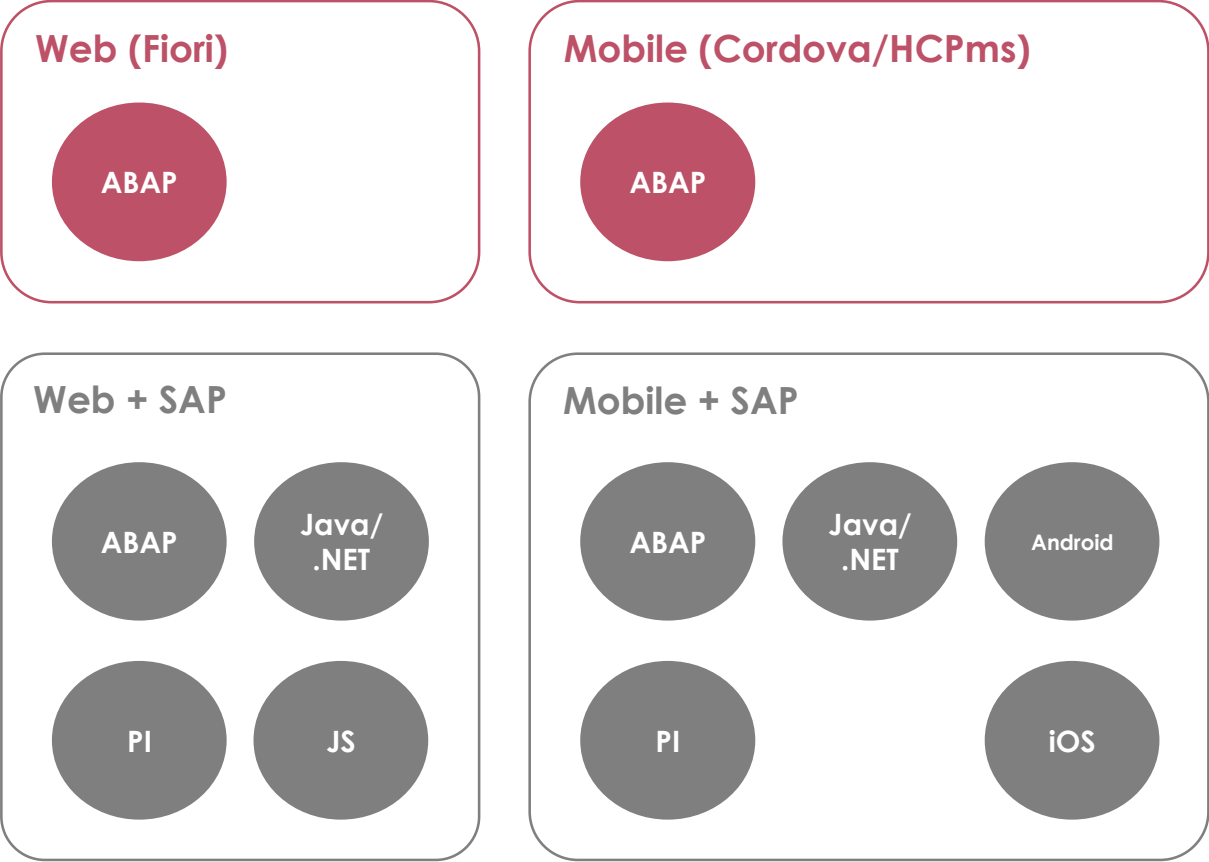 Web (Fiori)
ABAP
Mobile (Cordova/HCPms)
ABAP
Web + SAP
ABAP
Java/
.NET
PI
JS
Mobile + SAP
ABAP
Java/
.NET
Android
PI
iOS